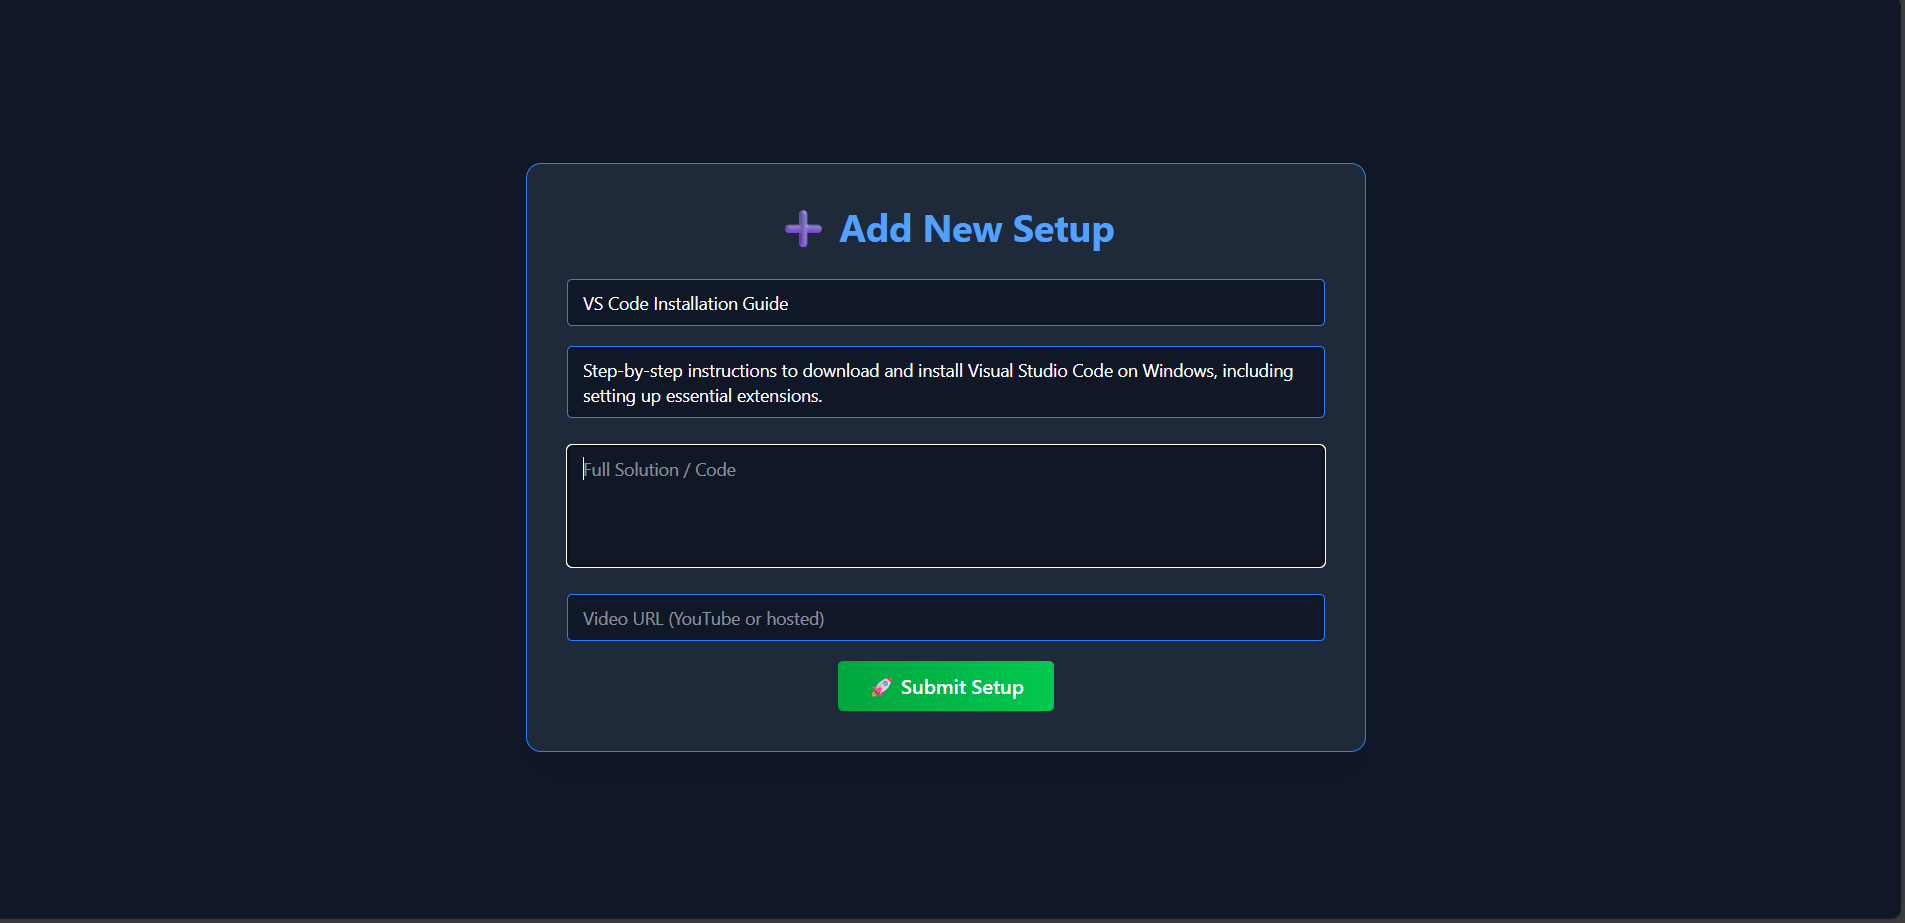 Add New Setup
VS Code Installation Guide
Step-by-step instructions to download and install Visual Studio Code on Windows, including
setting up essential extensions.
Full Solution / Code
Video URL (YouTube or hosted)
🚀 Submit Setup